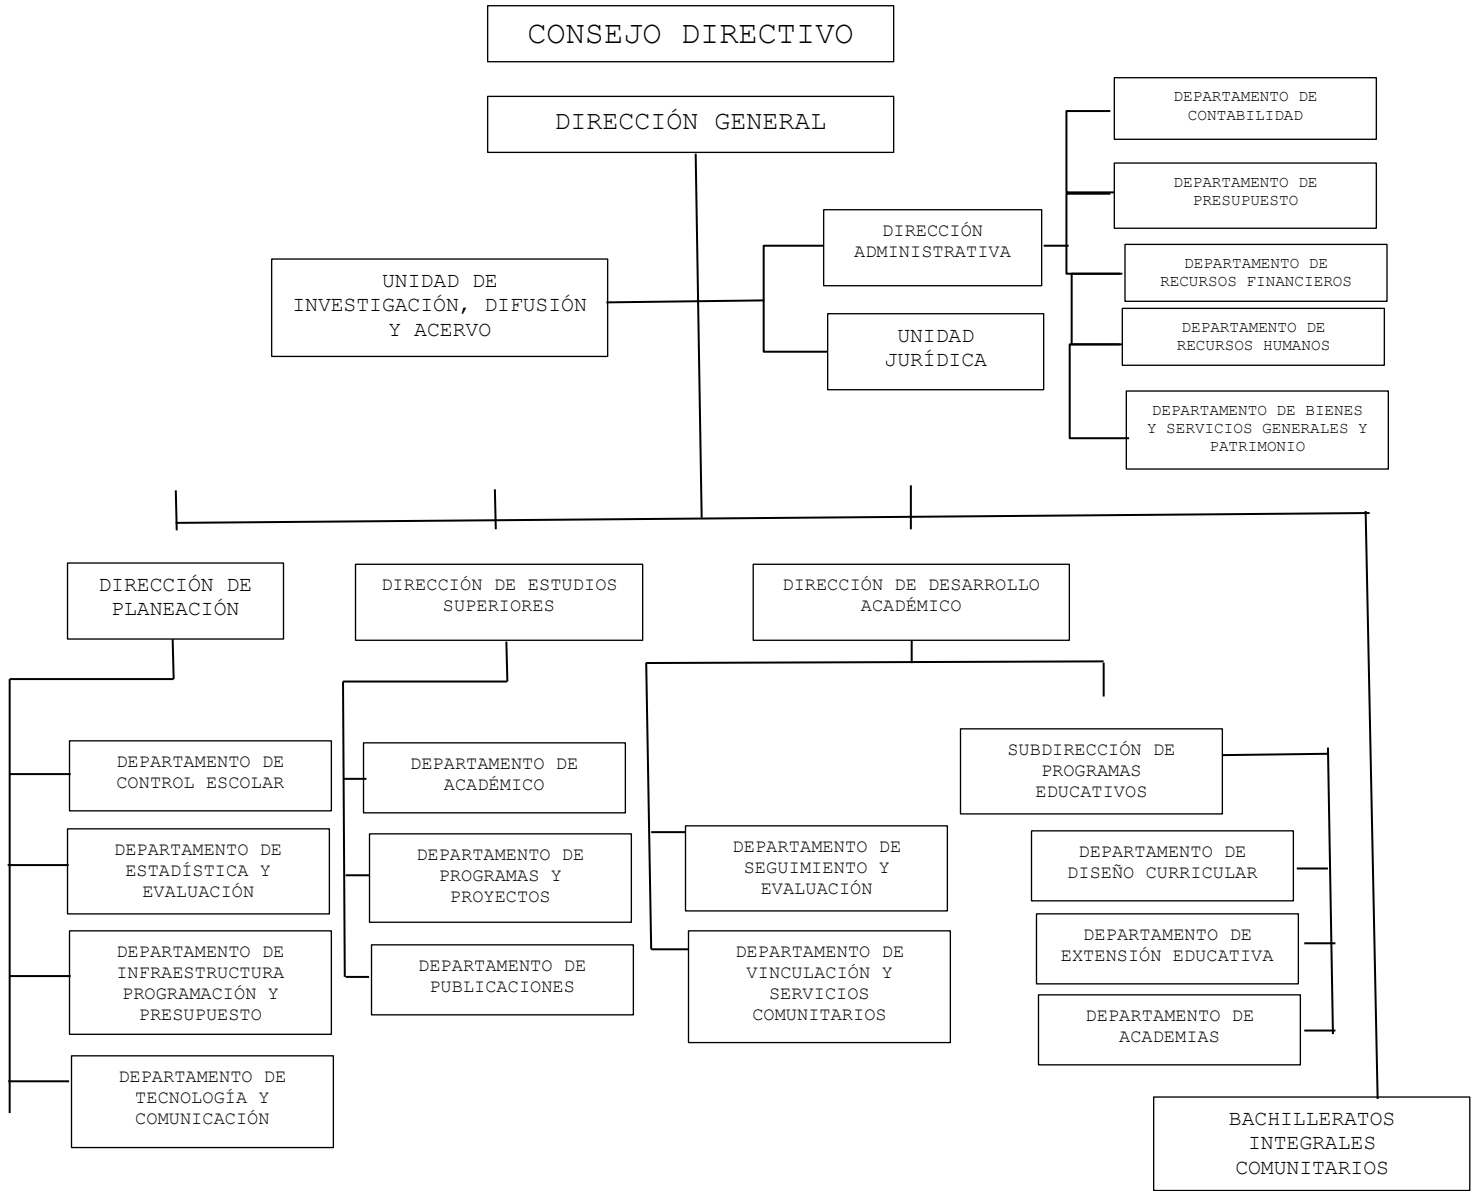 CONSEJO DIRECTIVO
DIRECCIÓN GENERAL
DEPARTAMENTO DE
CONTABILIDAD
DEPARTAMENTO DE
PRESUPUESTO
DIRECCIÓN
ADMINISTRATIVA
UNIDAD DE
INVESTIGACIÓN, DIFUSIÓN
Y ACERVO
DEPARTAMENTO DE
RECURSOS FINANCIEROS
UNIDAD
JURÍDICA
DEPARTAMENTO DE
RECURSOS HUMANOS
DEPARTAMENTO DE BIENES
Y SERVICIOS GENERALES Y
PATRIMONIO
DIRECCIÓN DE
PLANEACIÓN
DIRECCIÓN DE ESTUDIOS
SUPERIORES
DIRECCIÓN DE DESARROLLO
ACADÉMICO
DEPARTAMENTO DE
CONTROL ESCOLAR
DEPARTAMENTO DE
ESTADÍSTICA Y
EVALUACIÓN
DEPARTAMENTO DE
INFRAESTRUCTURA
PROGRAMACIÓN Y
PRESUPUESTO
DEPARTAMENTO DE
TECNOLOGÍA Y
COMUNICACIÓN
DEPARTAMENTO DE
ACADÉMICO
DEPARTAMENTO DE
PROGRAMAS Y
PROYECTOS
DEPARTAMENTO DE
PUBLICACIONES
DEPARTAMENTO DE
SEGUIMIENTO Y
EVALUACIÓN
DEPARTAMENTO DE
VINCULACIÓN Y
SERVICIOS
COMUNITARIOS
SUBDIRECCIÓN DE
PROGRAMAS
EDUCATIVOS
DEPARTAMENTO DE
DISEÑO CURRICULAR
DEPARTAMENTO DE
EXTENSIÓN EDUCATIVA
DEPARTAMENTO DE
ACADEMIAS
BACHILLERATOS
INTEGRALES
COMUNITARIOS